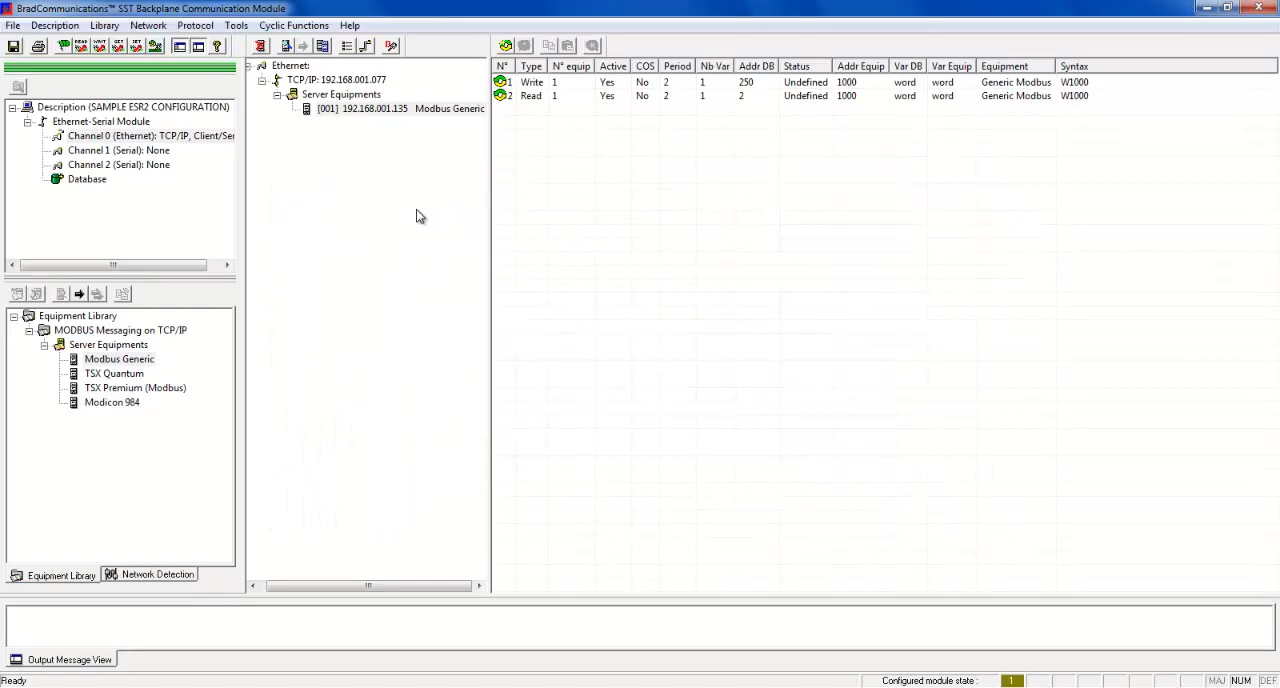 BradCommunications™ SST Backplane Communication Module
File Description Library Network Protocol Tools Cyclic Functions Help
Description (SAMPLE ESR2 CONFIGURATION)
Ethernet-Serial Module
Channel 0 (Ethernet): TCP/IP, Client/Ser
Channel 1 (Serial): None
Channel 2 (Serial): None
Database
Equipment Library
MODBUS Messaging on TCP/IP
Server Equipments
Modbus Generic
TSX Quantum
TSX Premium (Modbus)
Modicon 984
Equipment Library Network Detection
Ethernet:
TCP/IP: 192.168.001.077
Server Equipments
[001] 192.168.001.135 Modbus Generic
N° Type N° equip Active COS Period Nb Var Addr DB Status Addr Equip Var DB Var Equip Equipment Syntax
1 Write 1 Yes No 2 1 250 Undefined 1000 word word Generic Modbus W1000
2 Read 1 Yes No 2 1 2 Undefined 1000 word word Generic Modbus W1000
Output Message View
Ready Configured module state : 1 MAJ NUM DEF